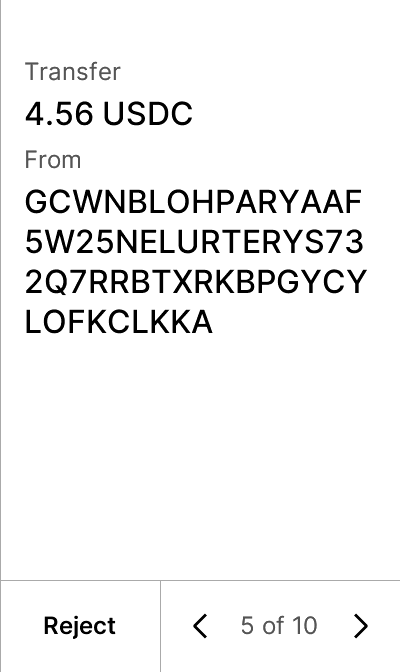 Transfer
4.56 USDC
From
GCWNBLOHPARYAAF
5W25NELURTERYS73
2Q7RRBTXRKBPGYCY
LOFKCLKKA
Reject
5 of 10